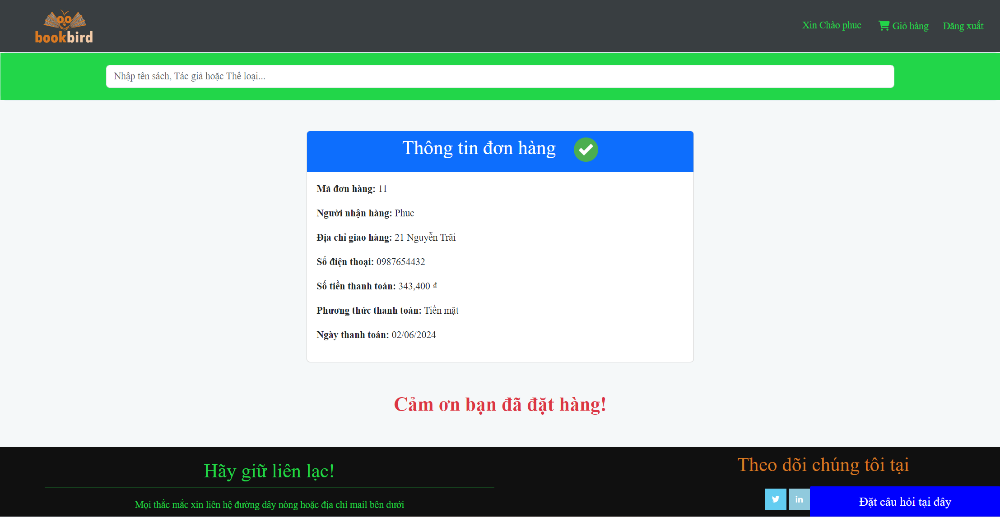 bookbird
Xin Chào phuc
Giỏ hàng
Đăng xuất
Nhập tên sách, Tác giả hoặc Thể loại...
Thông tin đơn hàng
Mã đơn hàng: 11
Người nhận hàng: Phuc
Địa chỉ giao hàng: 21 Nguyễn Trãi
Số điện thoại: 0987654432
Số tiền thanh toán: 343,400 ₫
Phương thức thanh toán: Tiền mặt
Ngày thanh toán: 02/06/2024
Cảm ơn bạn đã đặt hàng!
Hãy giữ liên lạc!
Mọi thắc mắc xin liên hệ đường dây nóng hoặc địa chỉ mail bên dưới
Theo dõi chúng tôi tại
in
Đặt câu hỏi tại đây